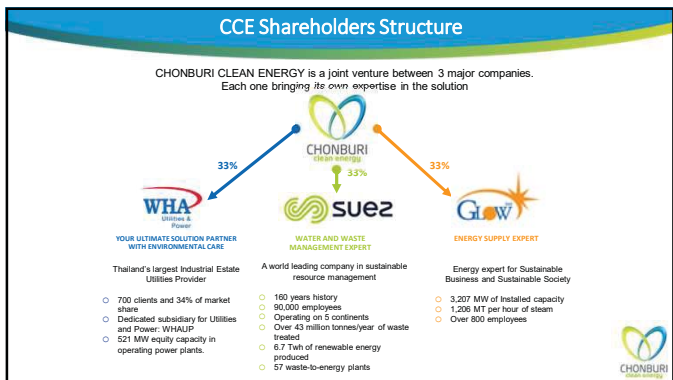 CCE Shareholders Structure
CHONBURI CLEAN ENERGY is a joint venture between 3 major companies.
Each one bringing its own expertise in the solution
CHONBURI
clean energy
33%
33%
33%
WHA
Utilities &
Power
YOUR ULTIMATE SOLUTION PARTNER
WITH ENVIRONMENTAL CARE
Thailand's largest Industrial Estate
Utilities Provider
700 clients and 34% of market
share
Dedicated subsidiary for Utilities
and Power: WHAUP
521 MW equity capacity in
operating power plants.
suez
WATER AND WASTE
MANAGEMENT EXPERT
A world leading company in sustainable
resource management
160 years history
90,000 employees
Operating on 5 continents
Over 43 million tonnes/year of waste
treated
6.7 Twh of renewable energy
produced
57 waste-to-energy plants
GLOW
ENERGY SUPPLY EXPERT
Energy expert for Sustainable
Business and Sustainable Society
3,207 MW of Installed capacity
1,206 MT per hour of steam
Over 800 employees
CHONBURI